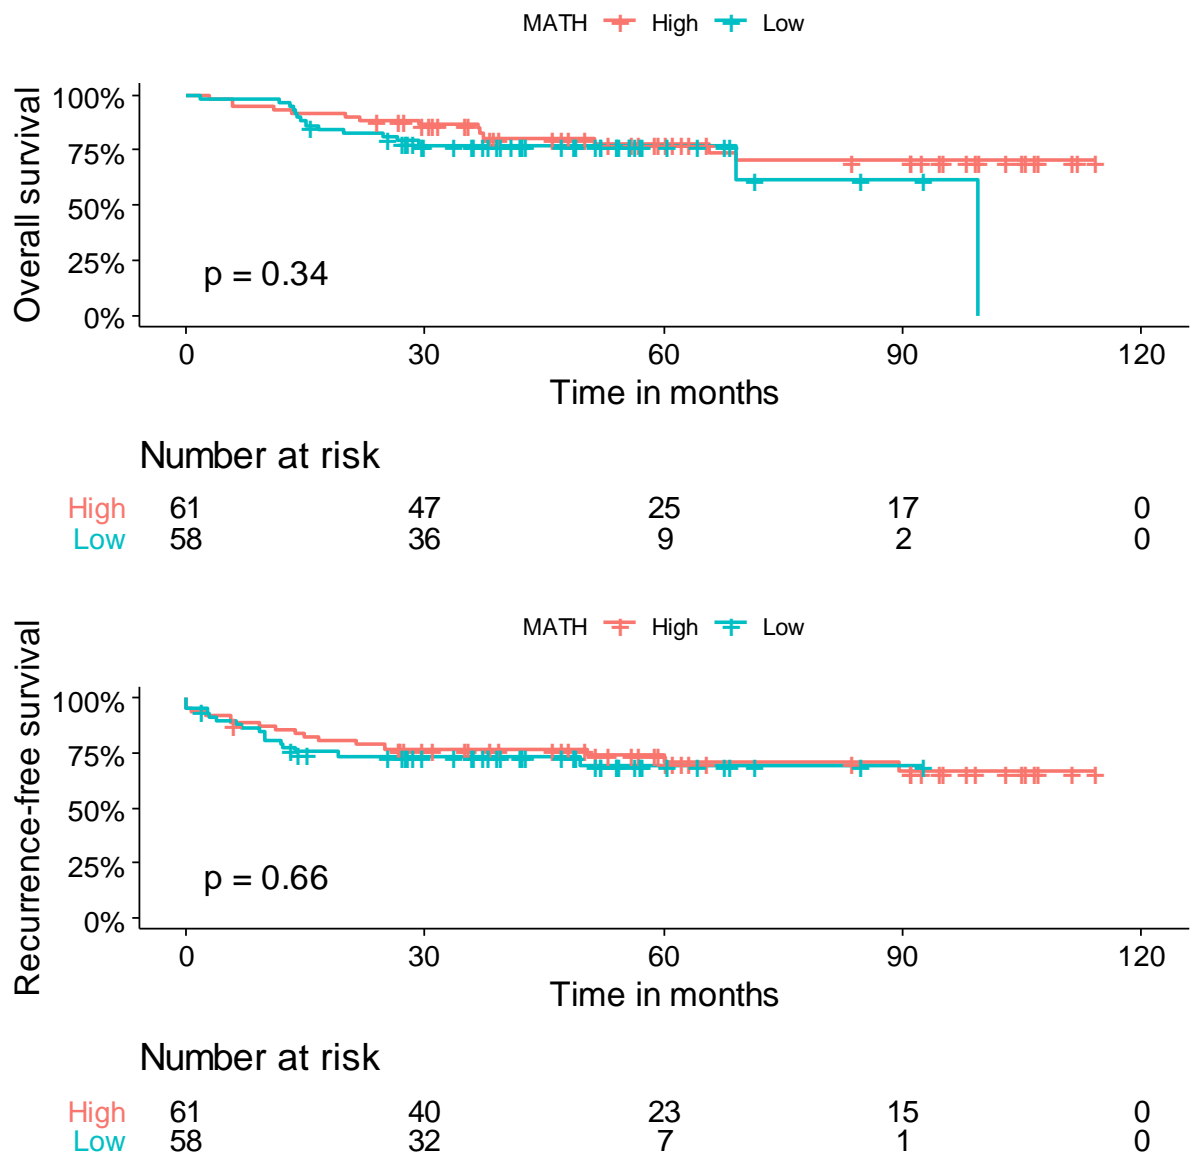 MATH High Low
Overall survival
100%
75%
50%
25%
0%
p = 0.34
0 30 60 90 120
Time in months
Number at risk
High 61 47 25 17 0
Low 58 36 9 2 0
MATH High Low
Recurrence-free survival
100%
75%
50%
25%
0%
p = 0.66
0 30 60 90 120
Time in months
Number at risk
High 61 40 23 15 0
Low 58 32 7 1 0